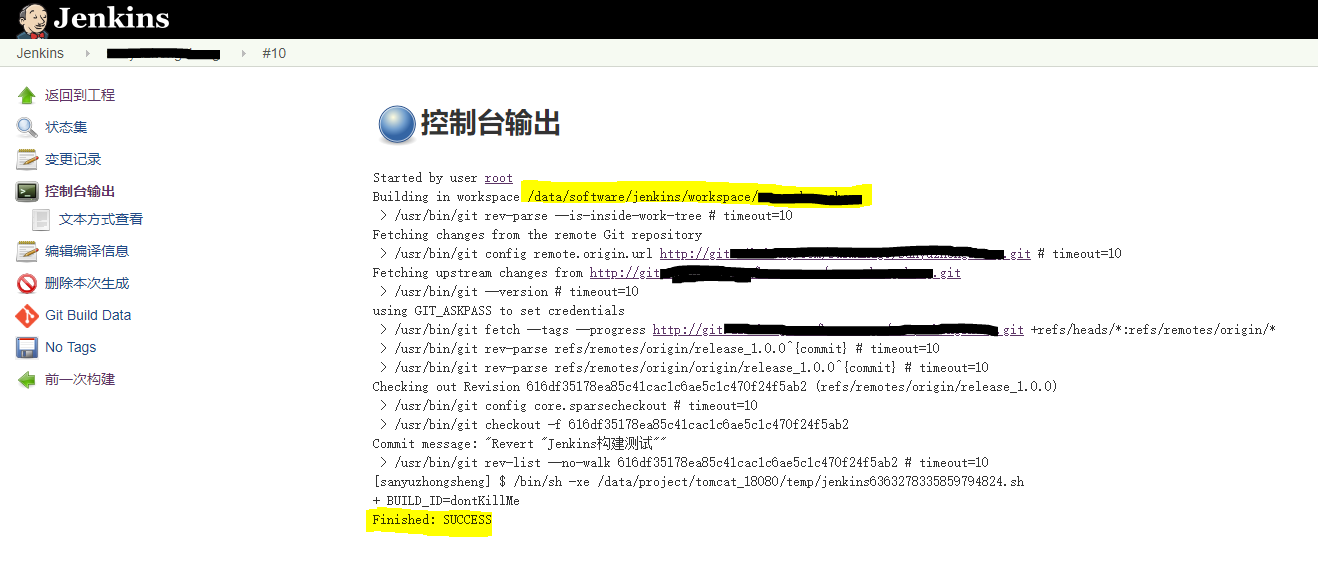 Jenkins
Jenkins #10
返回到工程
状态集
变更记录
控制台输出
文本方式查看
编辑编译信息
删除本次生成
Git Build Data
No Tags
前一次构建
控制台输出
Started by user root
Building in workspace /data/software/jenkins/workspace/
> /usr/bin/git rev-parse --is-inside-work-tree # timeout=10
Fetching changes from the remote Git repository
> /usr/bin/git config remote.origin.url http://git .git # timeout=10
Fetching upstream changes from http://git .git
> /usr/bin/git --version # timeout=10
using GIT_ASKPASS to set credentials
> /usr/bin/git fetch --tags --progress http://git .git +refs/heads/*:refs/remotes/origin/*
> /usr/bin/git rev-parse refs/remotes/origin/release_1.0.0^{commit} # timeout=10
> /usr/bin/git rev-parse refs/remotes/origin/origin/release_1.0.0^{commit} # timeout=10
Checking out Revision 616df35178ea85c41cac1c6ae5c1c470f24f5ab2 (refs/remotes/origin/release_1.0.0)
> /usr/bin/git config core.sparsecheckout # timeout=10
> /usr/bin/git checkout -f 616df35178ea85c41cac1c6ae5c1c470f24f5ab2
Commit message: "Revert "Jenkins构建测试""
> /usr/bin/git rev-list --no-walk 616df35178ea85c41cac1c6ae5c1c470f24f5ab2 # timeout=10
[sanyuzhongsheng] $ /bin/sh -xe /data/project/tomcat_18080/temp/jenkins6363278335859794824.sh
+ BUILD_ID=dontKillMe
Finished: SUCCESS